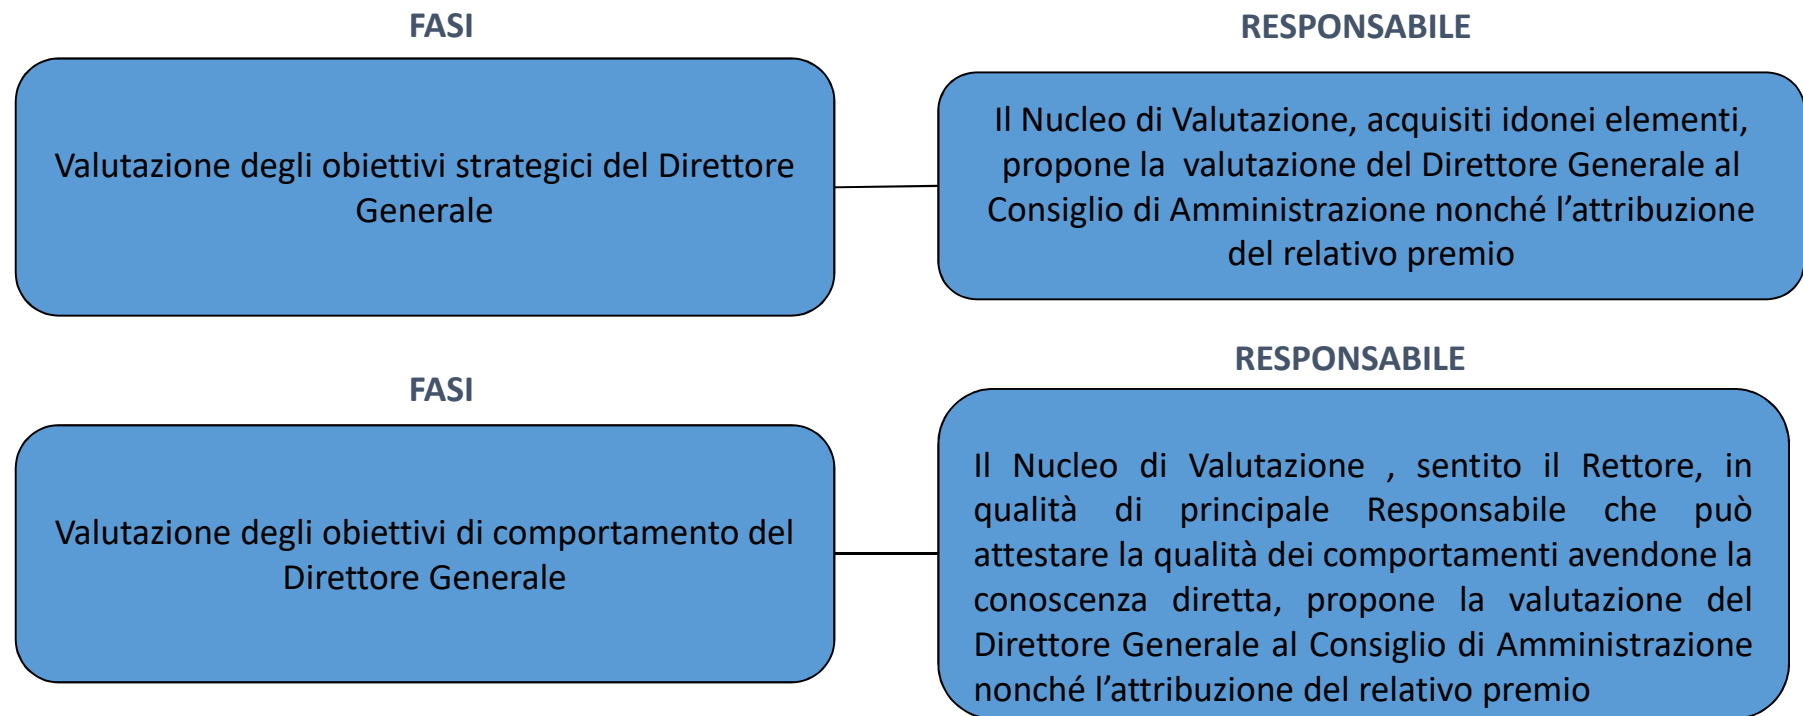 FASI
RESPONSABILE
Valutazione degli obiettivi strategici del Direttore
Generale
Il Nucleo di Valutazione, acquisiti idonei elementi,
propone la valutazione del Direttore Generale al
Consiglio di Amministrazione nonché l’attribuzione
del relativo premio
FASI
RESPONSABILE
Valutazione degli obiettivi di comportamento del
Direttore Generale
Il Nucleo di Valutazione , sentito il Rettore, in
qualità di principale Responsabile che può
attestare la qualità dei comportamenti avendone la
conoscenza diretta, propone la valutazione del
Direttore Generale al Consiglio di Amministrazione
nonché l’attribuzione del relativo premio